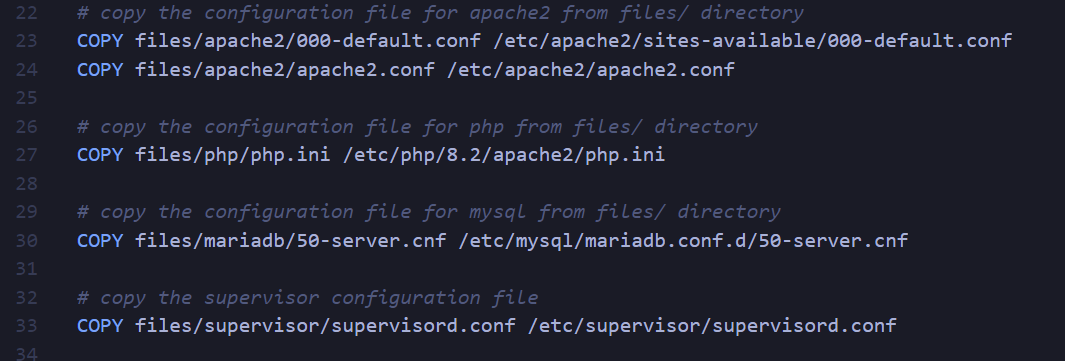 22 # copy the configuration file for apache2 from files/ directory
23 COPY files/apache2/000-default.conf /etc/apache2/sites-available/000-default.conf
24 COPY files/apache2/apache2.conf /etc/apache2/apache2.conf
25
26 # copy the configuration file for php from files/ directory
27 COPY files/php/php.ini /etc/php/8.2/apache2/php.ini
28
29 # copy the configuration file for mysql from files/ directory
30 COPY files/mariadb/50-server.cnf /etc/mysql/mariadb.conf.d/50-server.cnf
31
32 # copy the supervisor configuration file
33 COPY files/supervisor/supervisord.conf /etc/supervisor/supervisord.conf
34